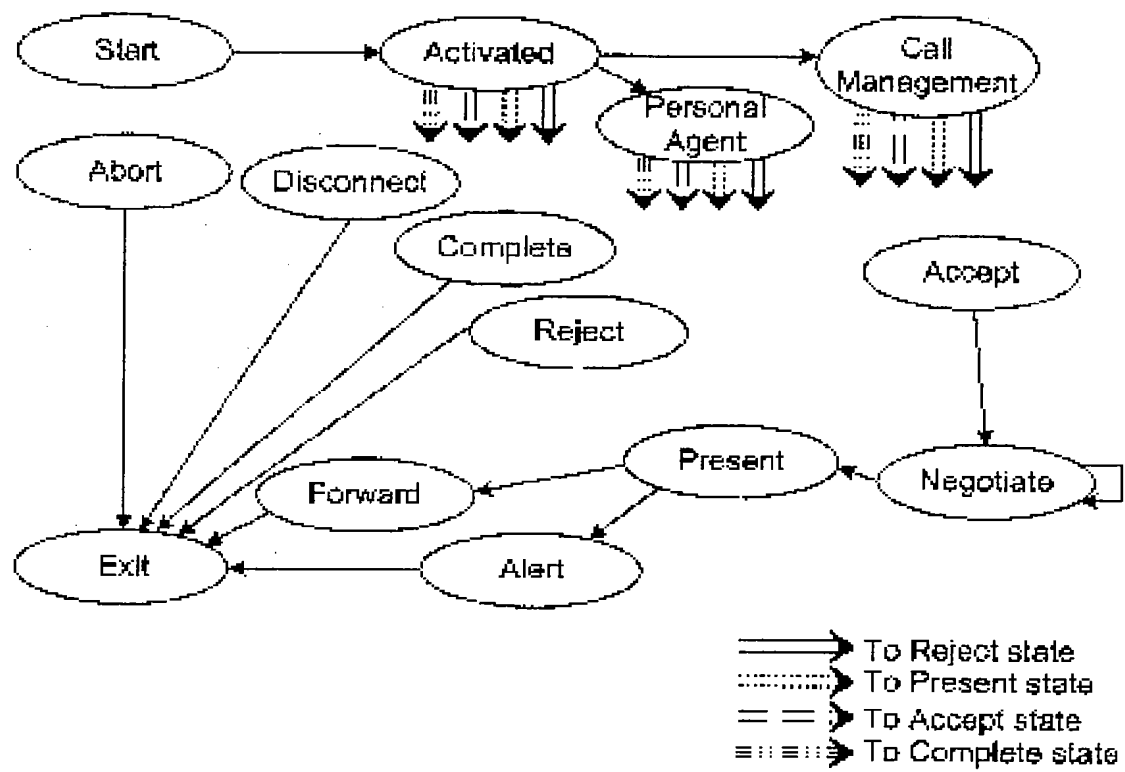 Start
Activated
Call
Management
Personal
Agent
Abort
Disconnect
Complete
Accept
Reject
Present
Negotiate
Forward
Exit
Alert
To Reject state
To Present state
To Accept state
To Complete state